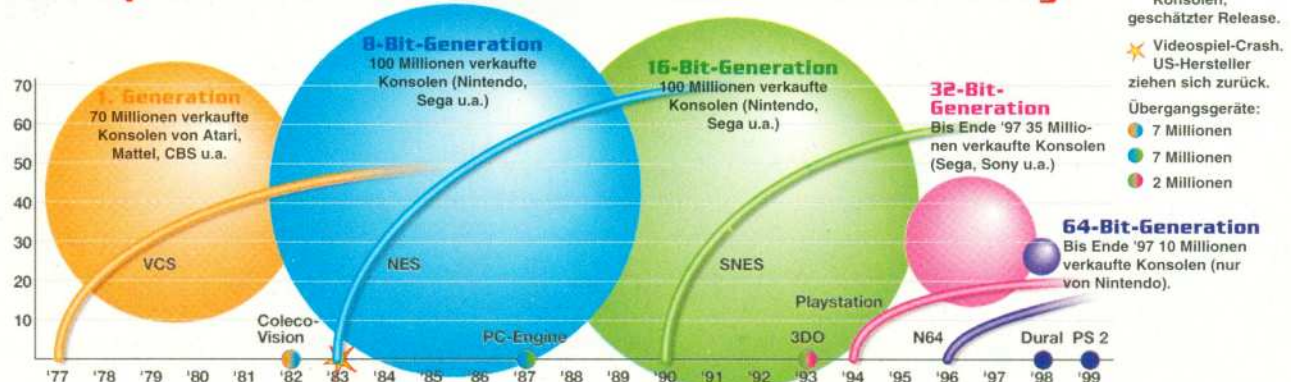 Konsolen,
geschätzter Release.
Videospiel-Crash.
US-Hersteller
ziehen sich zurück.
Übergangsgeräte:
7 Millionen
7 Millionen
2 Millionen
8-Bit-Generation
100 Millionen verkaufte
Konsolen (Nintendo,
Sega u.a.)
16-Bit-Generation
100 Millionen verkaufte
Konsolen (Nintendo,
Sega u.a.)
1. Generation
70 Millionen verkaufte
Konsolen von Atari,
Mattel, CBS u.a.
32-Bit-
Generation
Bis Ende '97 35 Millio-
nen verkaufte Konsolen
(Sega, Sony u.a.)
64-Bit-Generation
Bis Ende '97 10 Millionen
verkaufte Konsolen (nur
von Nintendo).
70
60
50
40
30
20
10
VCS
NES
SNES
Playstation
Coleco-
Vision
PC-Engine
3DO
N64
Dural
PS 2
'77 '78 '79 '80 '81 '82 '83 '84 '85 '86 '87 '88 '89 '90 '91 '92 '93 '94 '95 '96 '97 '98 '99